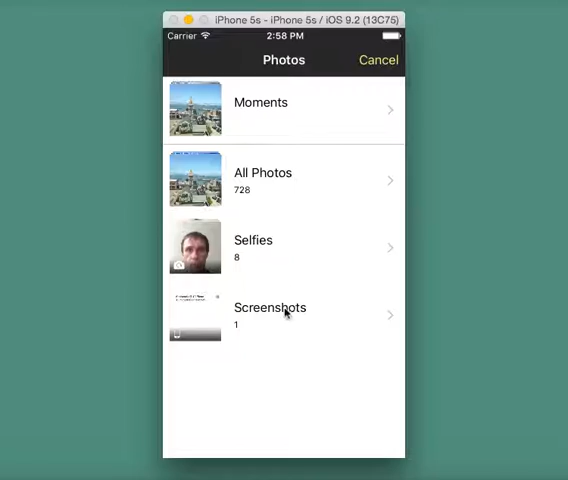 iPhone 5s - iPhone 5s / iOS 9.2 (13C75)
Carrier 2:58 PM
Photos Cancel
Moments
All Photos
728
Selfies
8
Screenshots
1